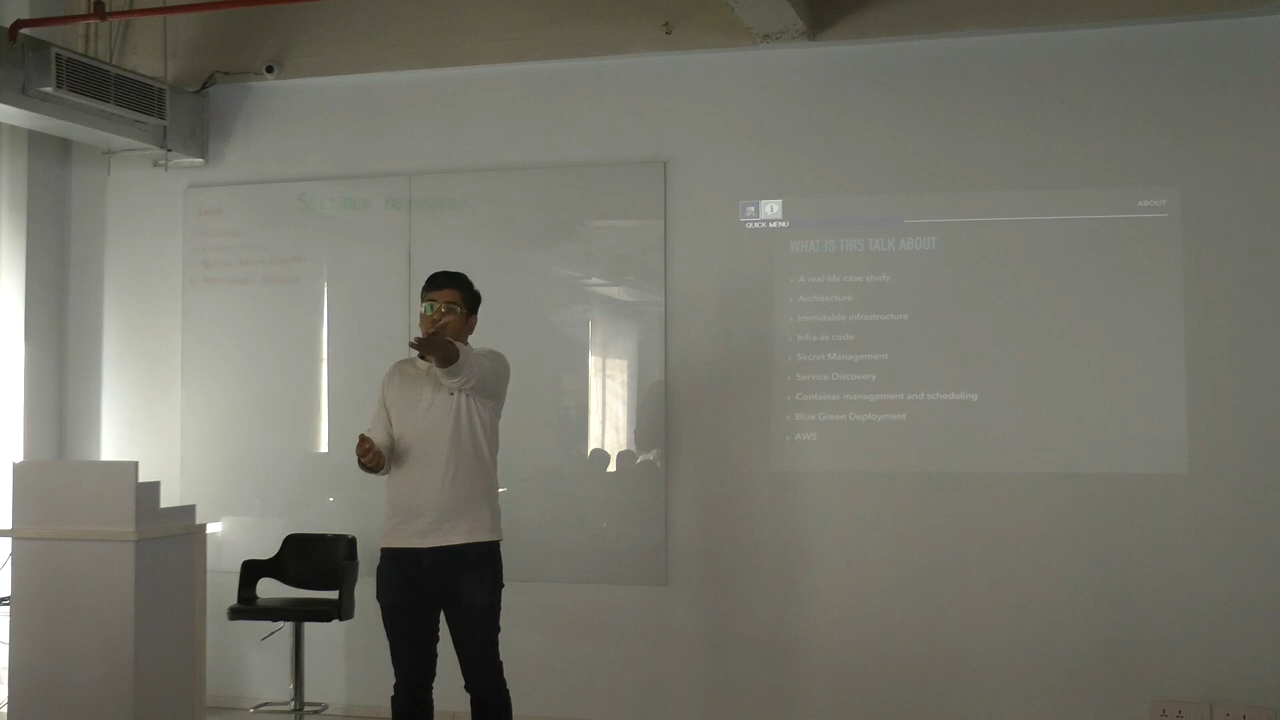 ABOUT
QUICK MENU
WHAT IS THIS TALK ABOUT
A real-life case study
Architecture
Immutable infrastructure
Infra as code
Secret Management
Service Discovery
Container management and scheduling
Blue Green Deployment
AWS